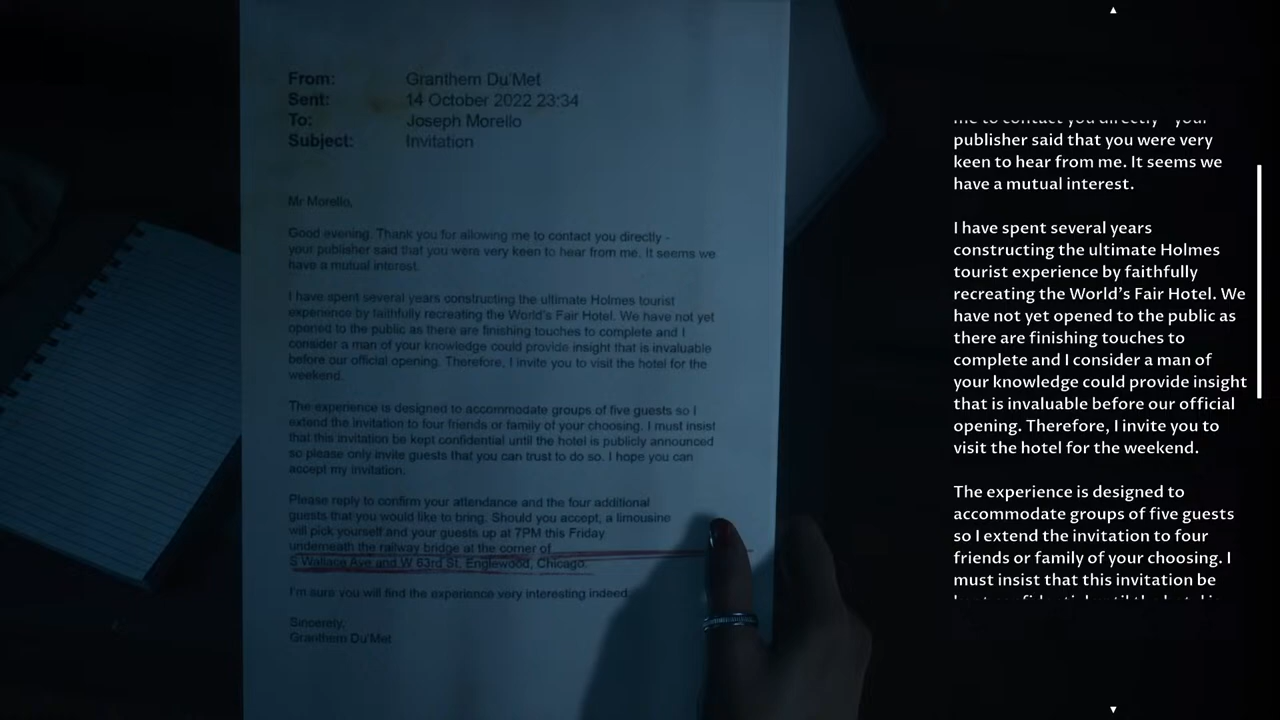 From: Granthem Du'Met
Sent: 14 October 2022 23:34
To: Joseph Morello
Subject: Invitation
Mr Morello,
Good evening. Thank you for allowing me to contact you directly -
your publisher said that you were very keen to hear from me. It seems we
have a mutual interest.
I have spent several years constructing the ultimate Holmes tourist
experience by faithfully recreating the World's Fair Hotel. We have not yet
opened to the public as there are finishing touches to complete and I
consider a man of your knowledge could provide insight that is invaluable
before our official opening. Therefore, I invite you to visit the hotel for the
weekend.
The experience is designed to accommodate groups of five guests so I
extend the invitation to four friends or family of your choosing. I must insist
that this invitation be kept confidential until the hotel is publicly announced
so please only invite guests that you can trust to do so. I hope you can
accept my invitation.
Please reply to confirm your attendance and the four additional
guests that you would like to bring. Should you accept, a limousine
will pick yourself and your guests up at 7PM this Friday
underneath the railway bridge at the corner of
S Wallace Ave and W 63rd St. Englewood, Chicago.
I'm sure you will find the experience very interesting indeed.
Sincerely,
Granthem Du'Met
me to contact you directly - your
publisher said that you were very
keen to hear from me. It seems we
have a mutual interest.
I have spent several years
constructing the ultimate Holmes
tourist experience by faithfully
recreating the World's Fair Hotel. We
have not yet opened to the public as
there are finishing touches to
complete and I consider a man of
your knowledge could provide insight
that is invaluable before our official
opening. Therefore, I invite you to
visit the hotel for the weekend.
The experience is designed to
accommodate groups of five guests
so I extend the invitation to four
friends or family of your choosing. I
must insist that this invitation be
kept confidential until the hotel is